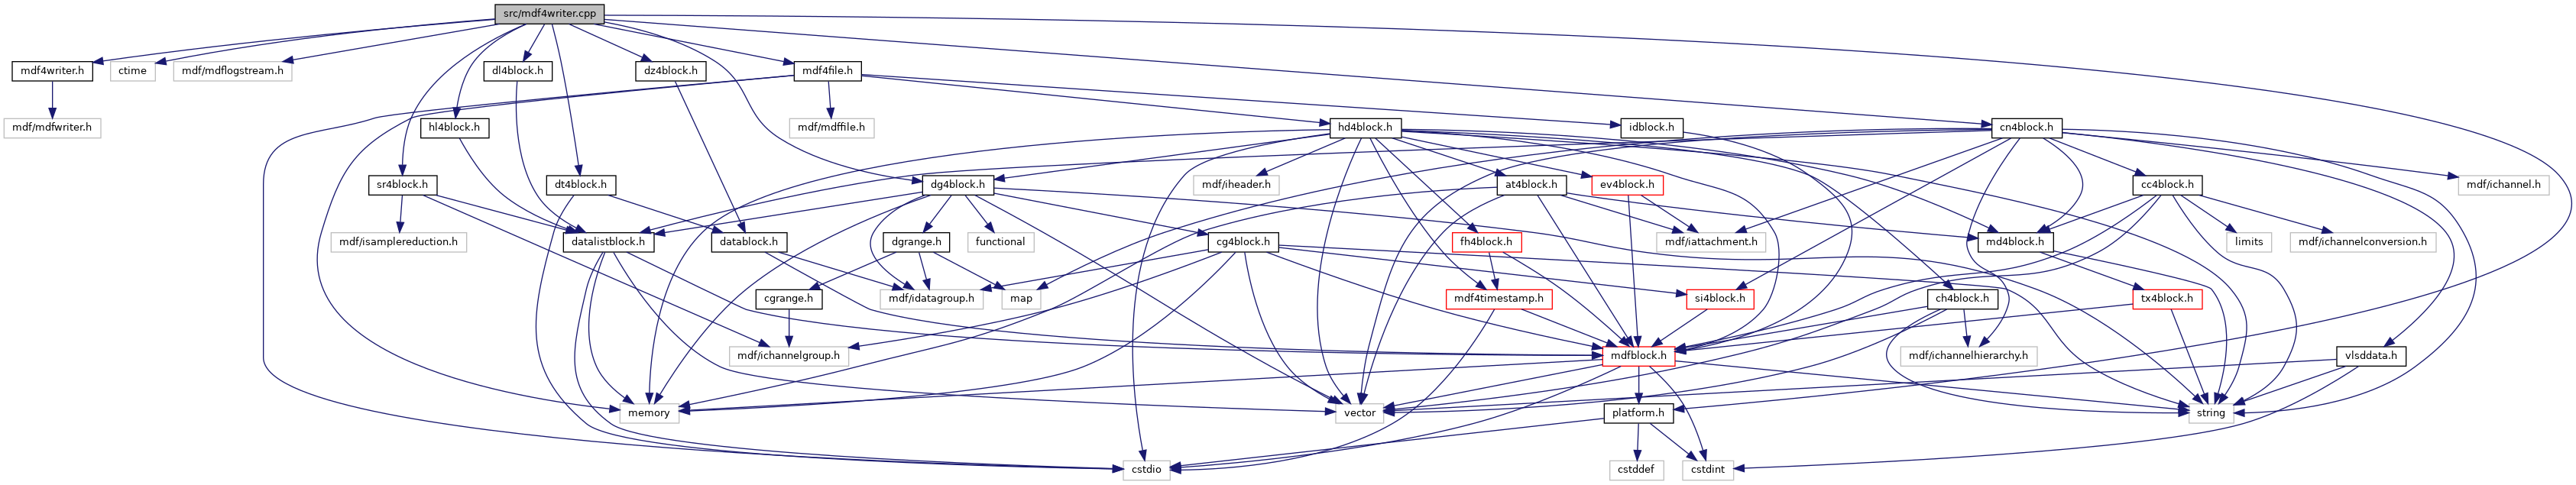 src/mdf4writer.cpp
mdf4writer.h
ctime
mdf/mdflogstream.h
dl4block.h
dz4block.h
mdf4file.h
mdf/mdfwriter.h
hl4block.h
mdf/mdffile.h
hd4block.h
idblock.h
cn4block.h
sr4block.h
dt4block.h
dg4block.h
mdf/iheader.h
at4block.h
ev4block.h
cc4block.h
mdf/ichannel.h
mdf/isamplereduction.h
datalistblock.h
datablock.h
dgrange.h
functional
cg4block.h
fh4block.h
mdf/iattachment.h
md4block.h
limits
mdf/ichannelconversion.h
cgrange.h
mdf/idatagroup.h
map
mdf4timestamp.h
si4block.h
ch4block.h
tx4block.h
mdf/ichannelgroup.h
mdfblock.h
mdf/ichannelhierarchy.h
vlsddata.h
memory
vector
platform.h
string
cstdio
cstddef
cstdint